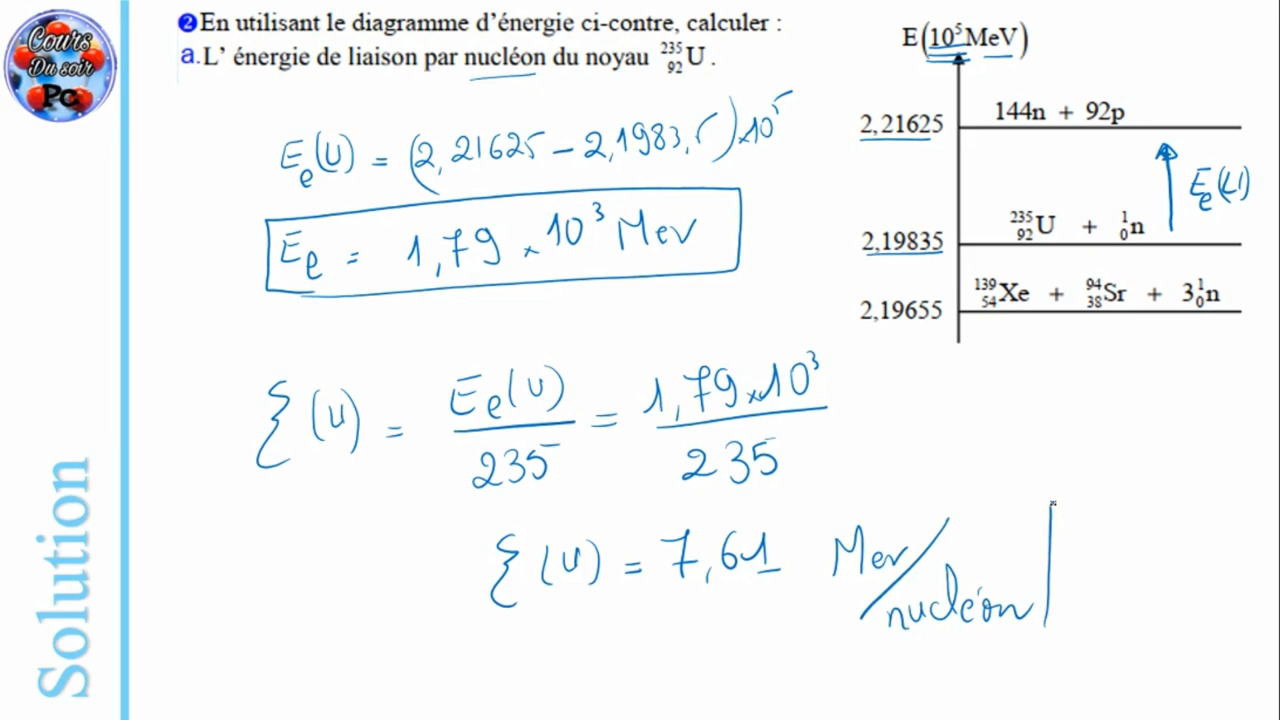 Cours
Du soir
PC
❷En utilisant le diagramme d'énergie ci-contre, calculer :
a.L' énergie de liaison par nucléon du noyau ²³⁵₉₂U .
E(10⁵MeV)
2,21625 144n + 92p
2,19835 ²³⁵₉₂U + ¹₀n
2,19655 ¹³⁹₅₄Xe + ⁹⁴₃₈Sr + 3¹₀n
Eₑ(U)
Eₑ(U) = (2,21625 - 2,1983,5)×10⁵
Eₑ = 1,79 × 10³ Mev
ξ(U) = Eₑ(U)/235 = 1,79×10³/235
ξ(U) = 7,61 Mev/nucléon
Solution